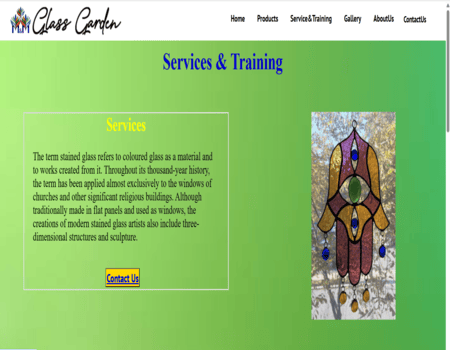 Glass Garden
Home Products Service&Training Gallery AboutUs ContactUs
Services & Training
Services
The term stained glass refers to coloured glass as a material and
to works created from it. Throughout its thousand-year history,
the term has been applied almost exclusively to the windows of
churches and other significant religious buildings. Although
traditionally made in flat panels and used as windows, the
creations of modern stained glass artists also include three-
dimensional structures and sculpture.
Contact Us